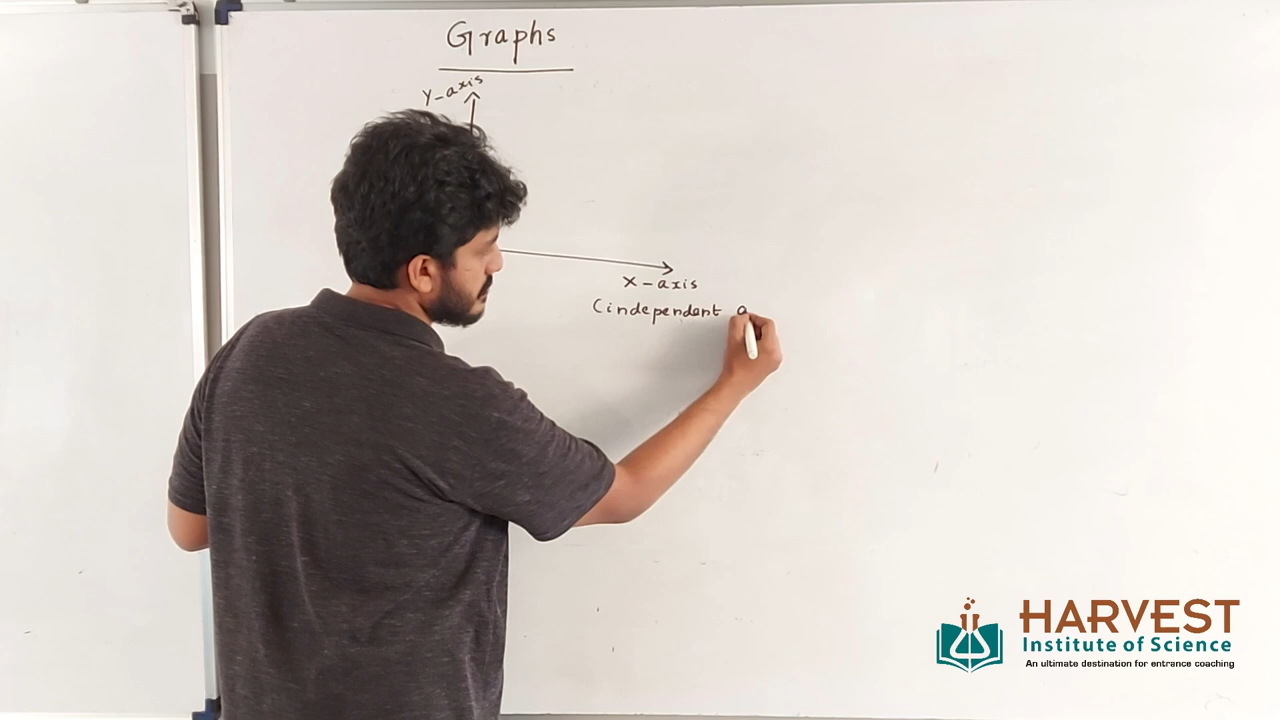 Graphs
Y-axis
X-axis
(independent a
HARVEST
Institute of Science
An ultimate destination for entrance coaching